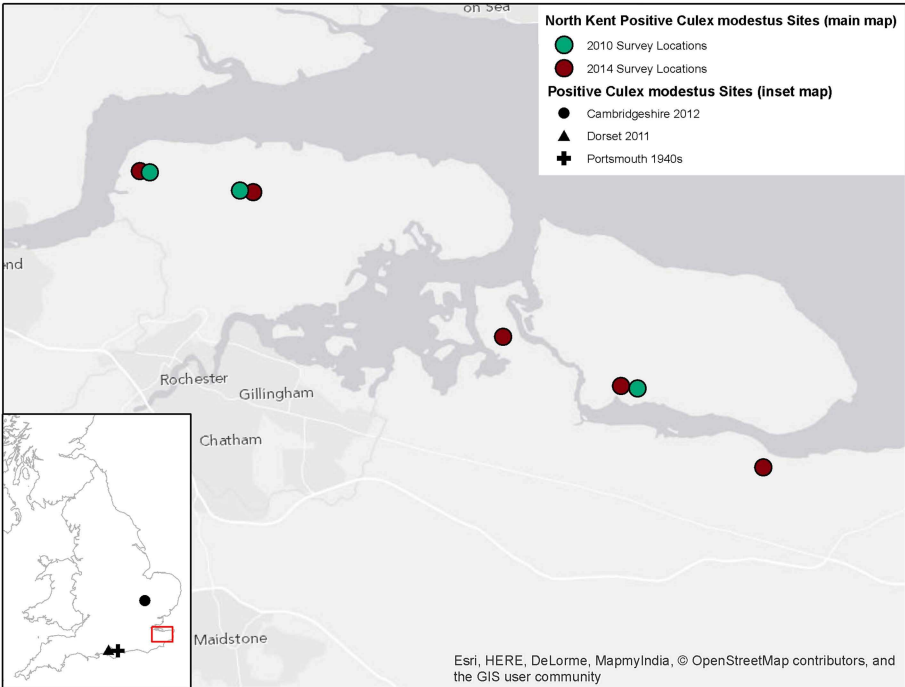 on Sea
North Kent Positive Culex modestus Sites (main map)
2010 Survey Locations
2014 Survey Locations
Positive Culex modestus Sites (inset map)
Cambridgeshire 2012
Dorset 2011
Portsmouth 1940s
end
Rochester
Gillingham
Chatham
Maidstone
Esri, HERE, DeLorme, MapmyIndia, © OpenStreetMap contributors, and
the GIS user community